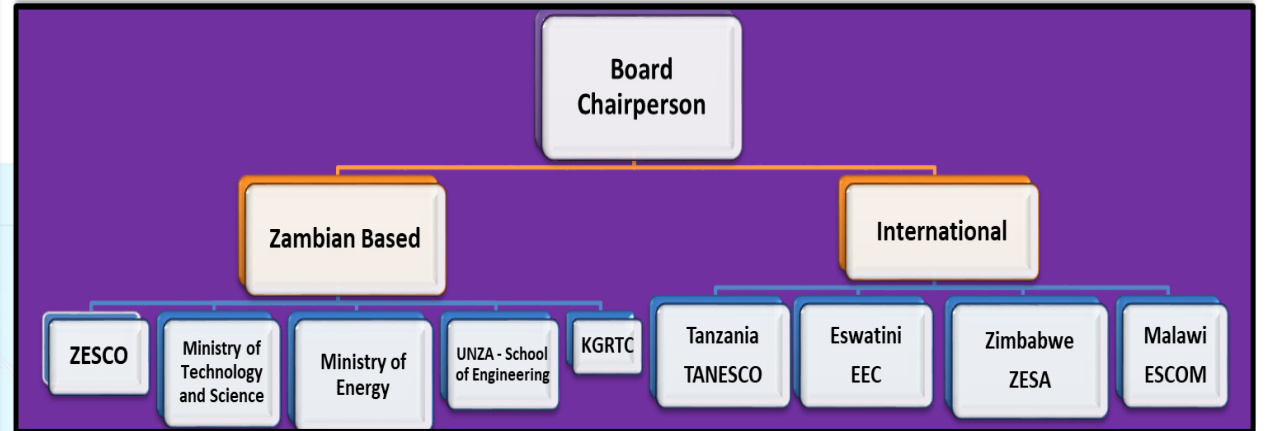 Board
Chairperson
Zambian Based
International
ZESCO
Ministry of
Technology
and Science
Ministry of
Energy
UNZA - School
of Engineering
KGRTC
Tanzania
TANESCO
Eswatini
EEC
Zimbabwe
ZESA
Malawi
ESCOM